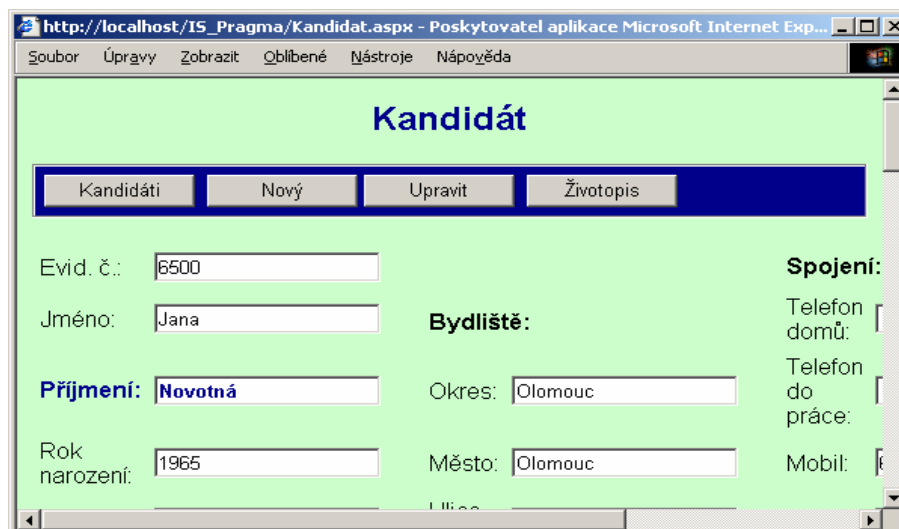 http://localhost/IS_Pragma/Kandidat.aspx - Poskytovatel aplikace Microsoft Internet Exp...
Soubor Úpravy Zobrazit Oblíbené Nástroje Nápověda
Kandidát
Kandidáti Nový Upravit Životopis
Evid. č.: 6500
Spojení:
Jméno: Jana
Bydliště:
Telefon
domů:
Příjmení: Novotná
Okres: Olomouc
Telefon
do
práce:
Rok
narození: 1965
Město: Olomouc
Mobil: